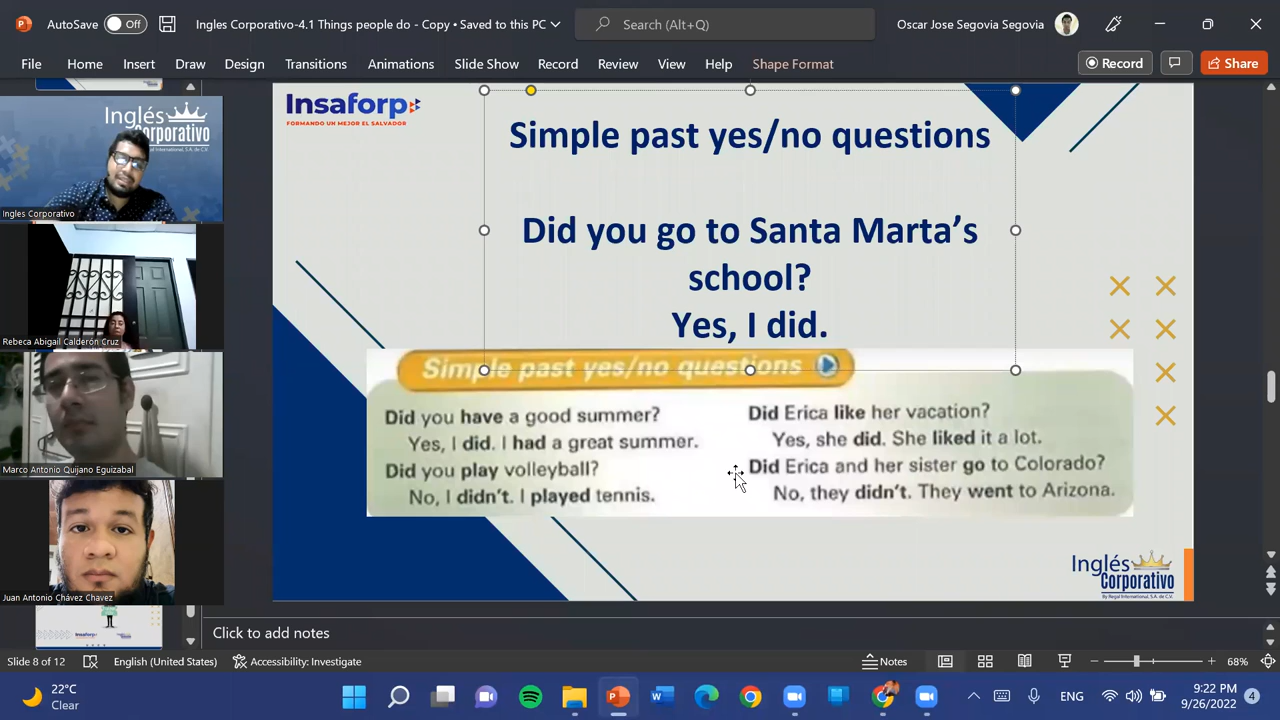 AutoSave Off Ingles Corporativo-4.1 Things people do - Copy • Saved to this PC Search (Alt+Q) Oscar Jose Segovia Segovia
File Home Insert Draw Design Transitions Animations Slide Show Record Review View Help Shape Format Record Share
Insaforp
FORMANDO UN MEJOR EL SALVADOR
Inglés
Corporativo
Ingles Corporativo
Rebeca Abigail Calderón Cruz
Marco Antonio Quijano Eguizabal
Juan Antonio Chávez Chavez
Simple past yes/no questions
Did you go to Santa Marta's
school?
Yes, I did.
Simple past yes/no questions
Did you have a good summer?
Yes, I did. I had a great summer.
Did you play volleyball?
No, I didn't. I played tennis.
Did Erica like her vacation?
Yes, she did. She liked it a lot.
Did Erica and her sister go to Colorado?
No, they didn't. They went to Arizona.
Inglés
Corporativo
By Regal International, S.A. de C.V.
Click to add notes
Slide 8 of 12 English (United States) Accessibility: Investigate Notes 68%
22°C
Clear
ENG
9:22 PM
9/26/2022
4